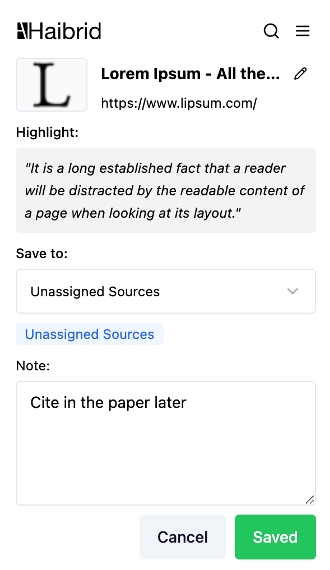 Haibrid
L
Lorem Ipsum - All the...
https://www.lipsum.com/
Highlight:
"It is a long established fact that a reader
will be distracted by the readable content of
a page when looking at its layout."
Save to:
Unassigned Sources
Unassigned Sources
Note:
Cite in the paper later
Cancel
Saved